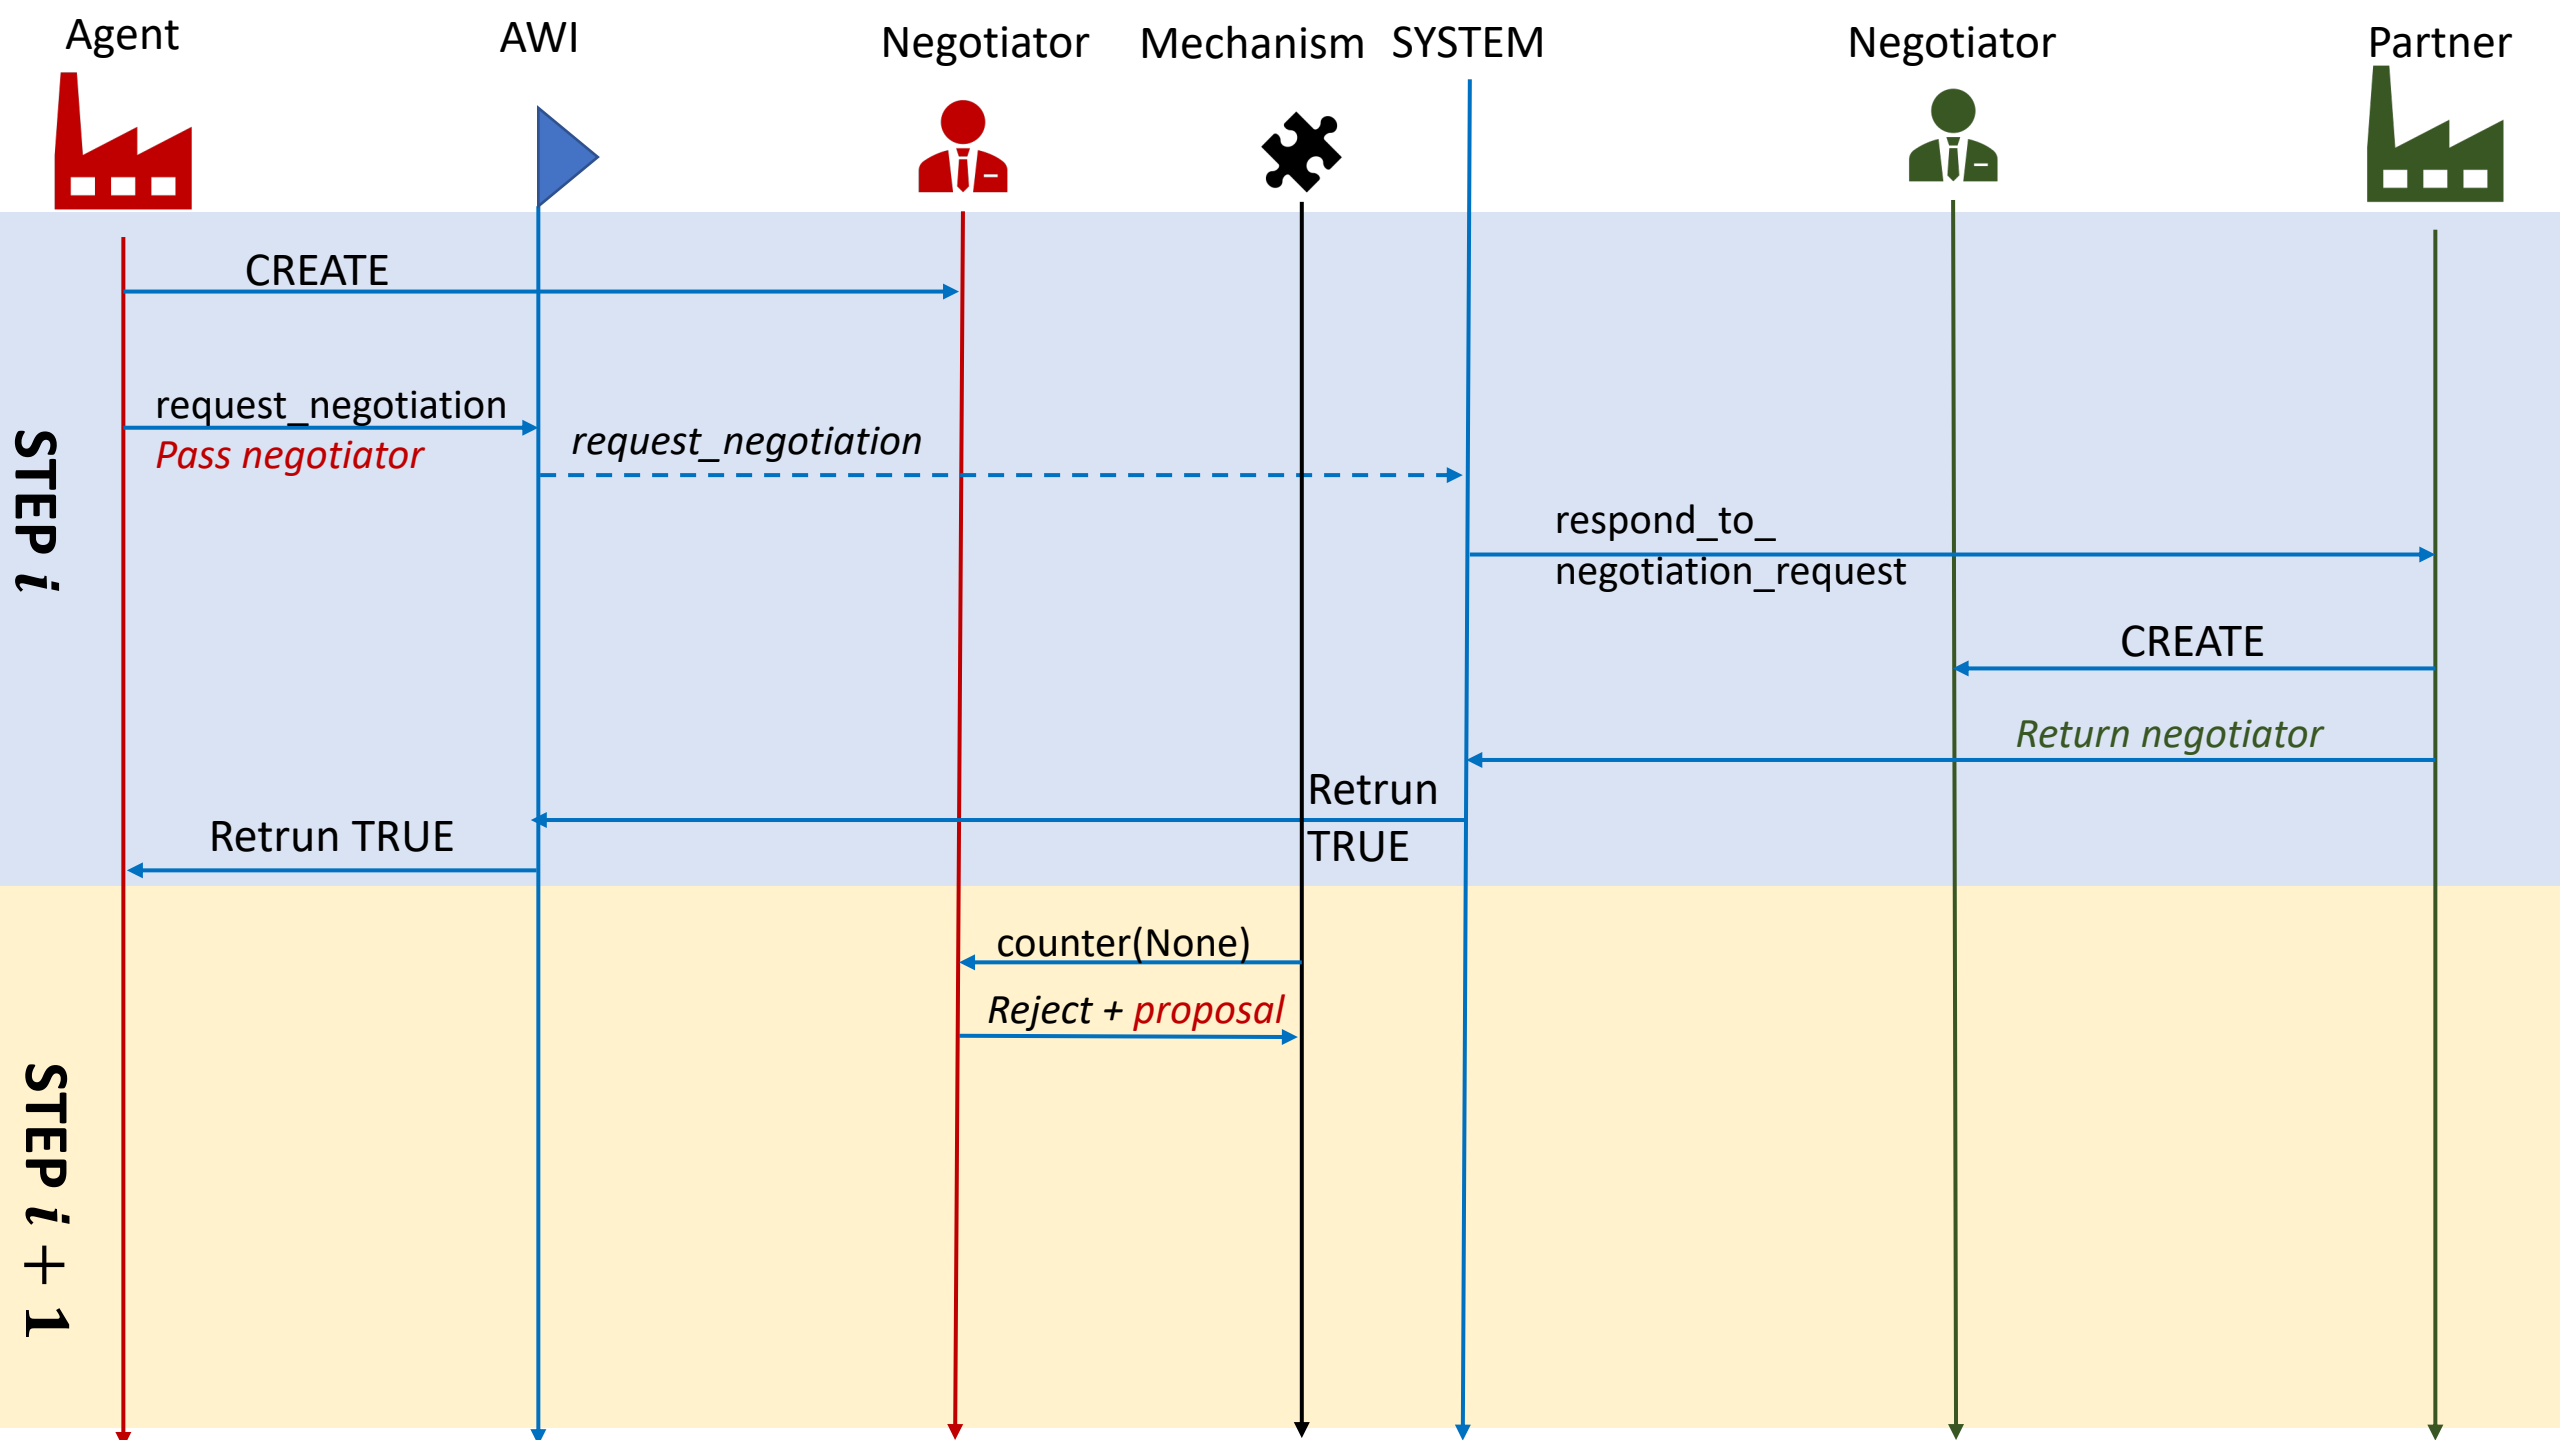 Agent
AWI
Negotiator
Mechanism
SYSTEM
Negotiator
Partner
STEP i
CREATE
request_negotiation
Pass negotiator
request_negotiation
respond_to_
negotiation_request
CREATE
Return negotiator
Retrun
TRUE
Retrun TRUE
STEP i + 1
counter(None)
Reject + proposal